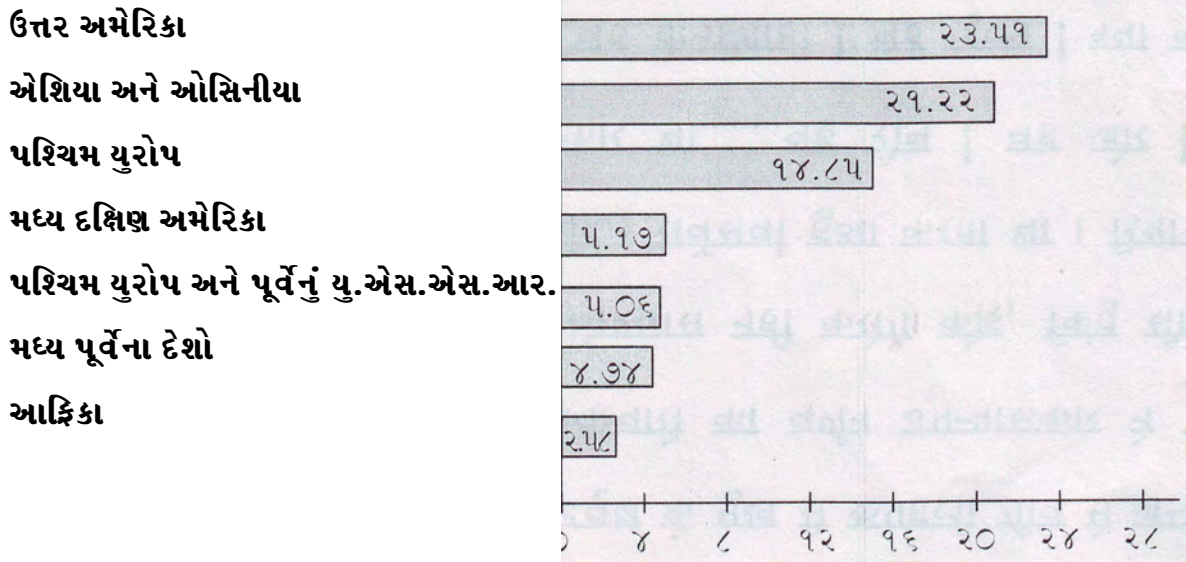 ઉત્તર અમેરિકા ૨૩.૫૧
એશિયા અને ઓસિનીયા ૨૧.૨૨
પશ્ચિમ યુરોપ ૧૪.૮૫
મધ્ય દક્ષિણ અમેરિકા ૫.૧૭
પશ્ચિમ યુરોપ અને પૂર્વેનું યુ.એસ.એસ.આર. ૫.૦૬
મધ્ય પૂર્વેના દેશો ૪.૭૪
આફ્રિકા ૨.૫૮
૦ ૪ ૮ ૧૨ ૧૬ ૨૦ ૨૪ ૨૮